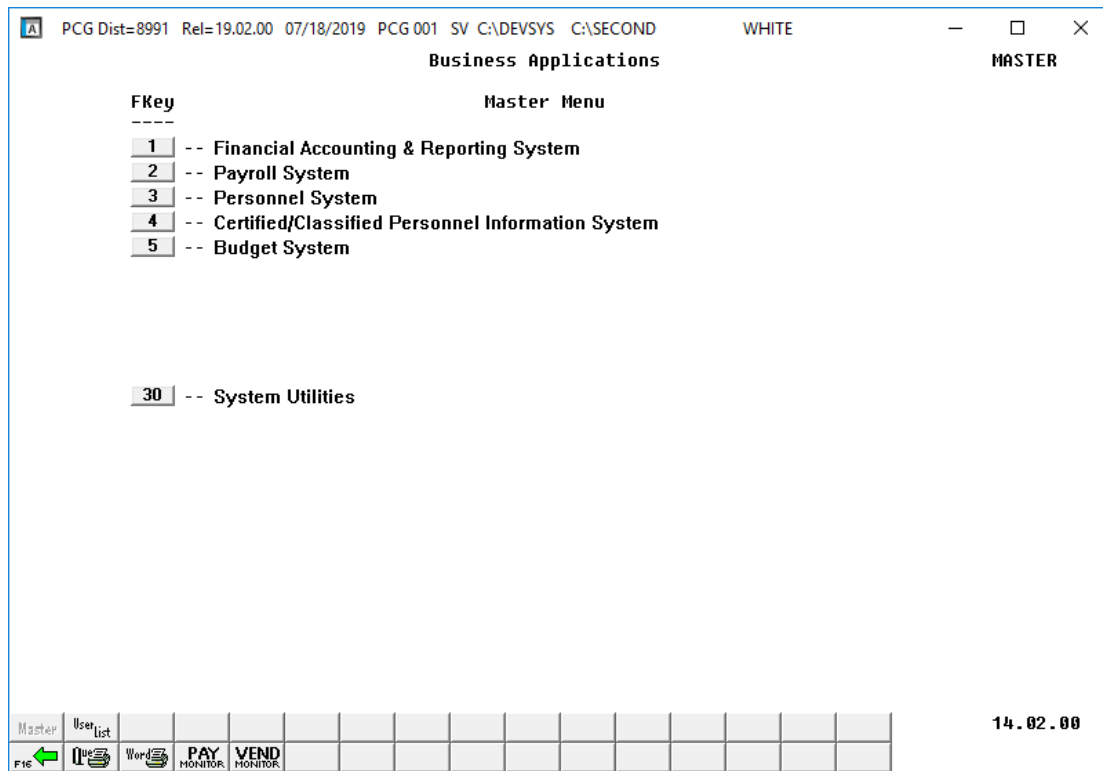 A PCG Dist=8991 Rel=19.02.00 07/18/2019 PCG 001 SV C:\DEVSYS C:\SECOND WHITE
Business Applications MASTER
FKey Master Menu
----
1 -- Financial Accounting & Reporting System
2 -- Payroll System
3 -- Personnel System
4 -- Certified/Classified Personnel Information System
5 -- Budget System
30 -- System Utilities
Master User List 14.02.00
F16 Que Word PAY MONITOR VEND MONITOR